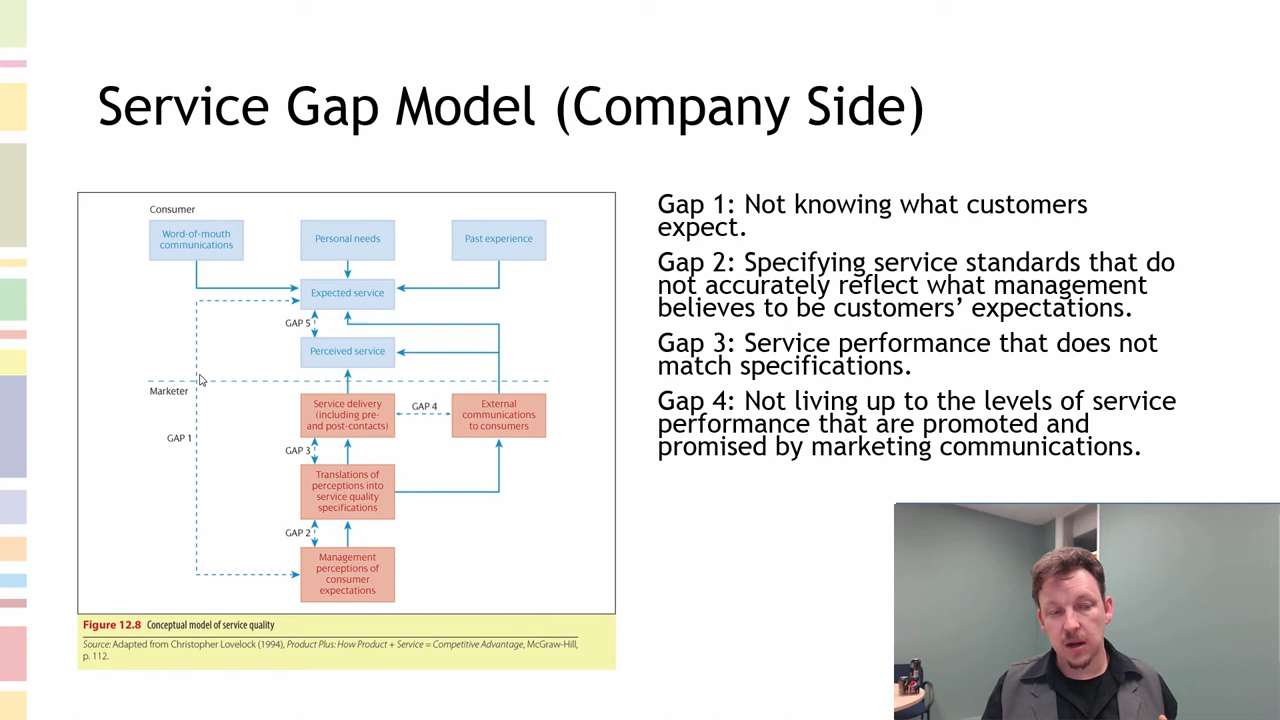 Service Gap Model (Company Side)
Consumer
Word-of-mouth
communications
Personal needs
Past experience
Expected service
GAP 5
Perceived service
Marketer
Service delivery
(including pre-
and post-contacts)
GAP 4
External
communications
to consumers
GAP 1
GAP 3
Translations of
perceptions into
service quality
specifications
GAP 2
Management
perceptions of
consumer
expectations
Figure 12.8 Conceptual model of service quality
Source: Adapted from Christopher Lovelock (1994), Product Plus: How Product + Service = Competitive Advantage, McGraw-Hill,
p. 112.
Gap 1: Not knowing what customers
expect.
Gap 2: Specifying service standards that do
not accurately reflect what management
believes to be customers’ expectations.
Gap 3: Service performance that does not
match specifications.
Gap 4: Not living up to the levels of service
performance that are promoted and
promised by marketing communications.